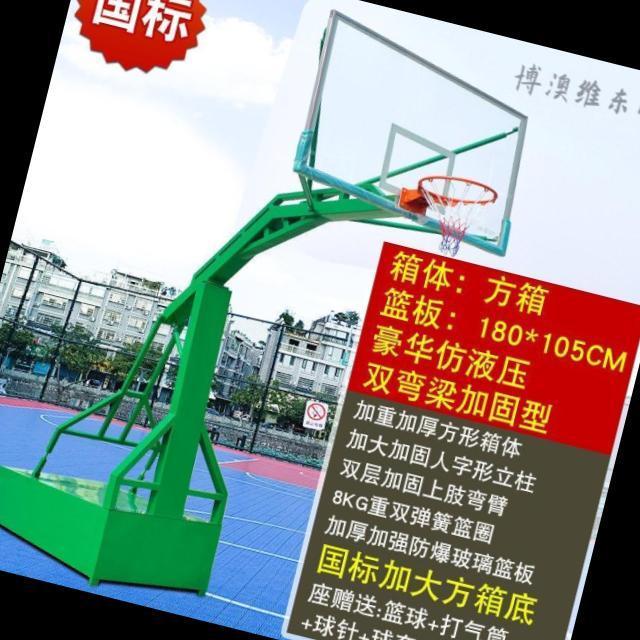 国标
博澳维东
箱体：方箱
篮板：180*105CM
豪华仿液压
双弯梁加固型
加重加厚方形箱体
加大加固人字形立柱
双层加固上肢弯臂
8KG重双弹簧篮圈
加厚加强防爆玻璃篮板
国标加大方箱底
座赠送:篮球+打气筒
+球针+球